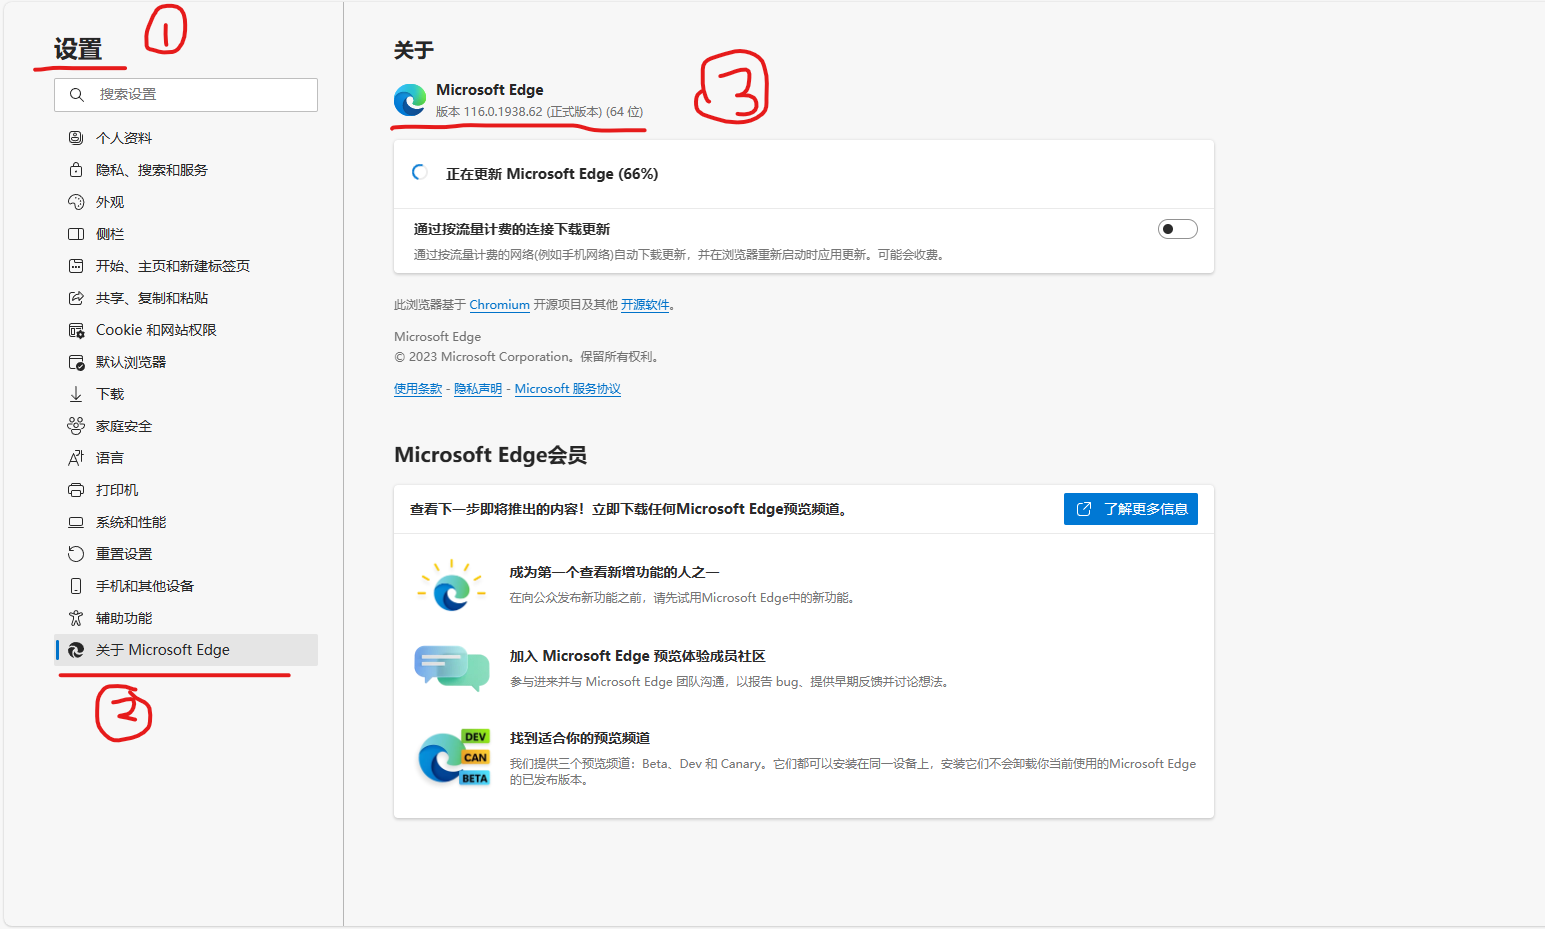 设置
①
搜索设置
个人资料
隐私、搜索和服务
外观
侧栏
开始、主页和新建标签页
共享、复制和粘贴
Cookie 和网站权限
默认浏览器
下载
家庭安全
语言
打印机
系统和性能
重置设置
手机和其他设备
辅助功能
关于 Microsoft Edge
②
关于
Microsoft Edge
版本 116.0.1938.62 (正式版本) (64 位)
③
正在更新 Microsoft Edge (66%)
通过按流量计费的连接下载更新
通过按流量计费的网络(例如手机网络)自动下载更新，并在浏览器重新启动时应用更新。可能会收费。
此浏览器基于 Chromium 开源项目及其他 开源软件。
Microsoft Edge
© 2023 Microsoft Corporation。保留所有权利。
使用条款 - 隐私声明 - Microsoft 服务协议
Microsoft Edge会员
查看下一步即将推出的内容！立即下载任何Microsoft Edge预览频道。
了解更多信息
成为第一个查看新增功能的人之一
在向公众发布新功能之前，请先试用Microsoft Edge中的新功能。
加入 Microsoft Edge 预览体验成员社区
参与进来并与 Microsoft Edge 团队沟通，以报告 bug、提供早期反馈并讨论想法。
DEV
CAN
BETA
找到适合你的预览频道
我们提供三个预览频道：Beta、Dev 和 Canary。它们都可以安装在同一设备上，安装它们不会卸载你当前使用的Microsoft Edge
的已发布版本。